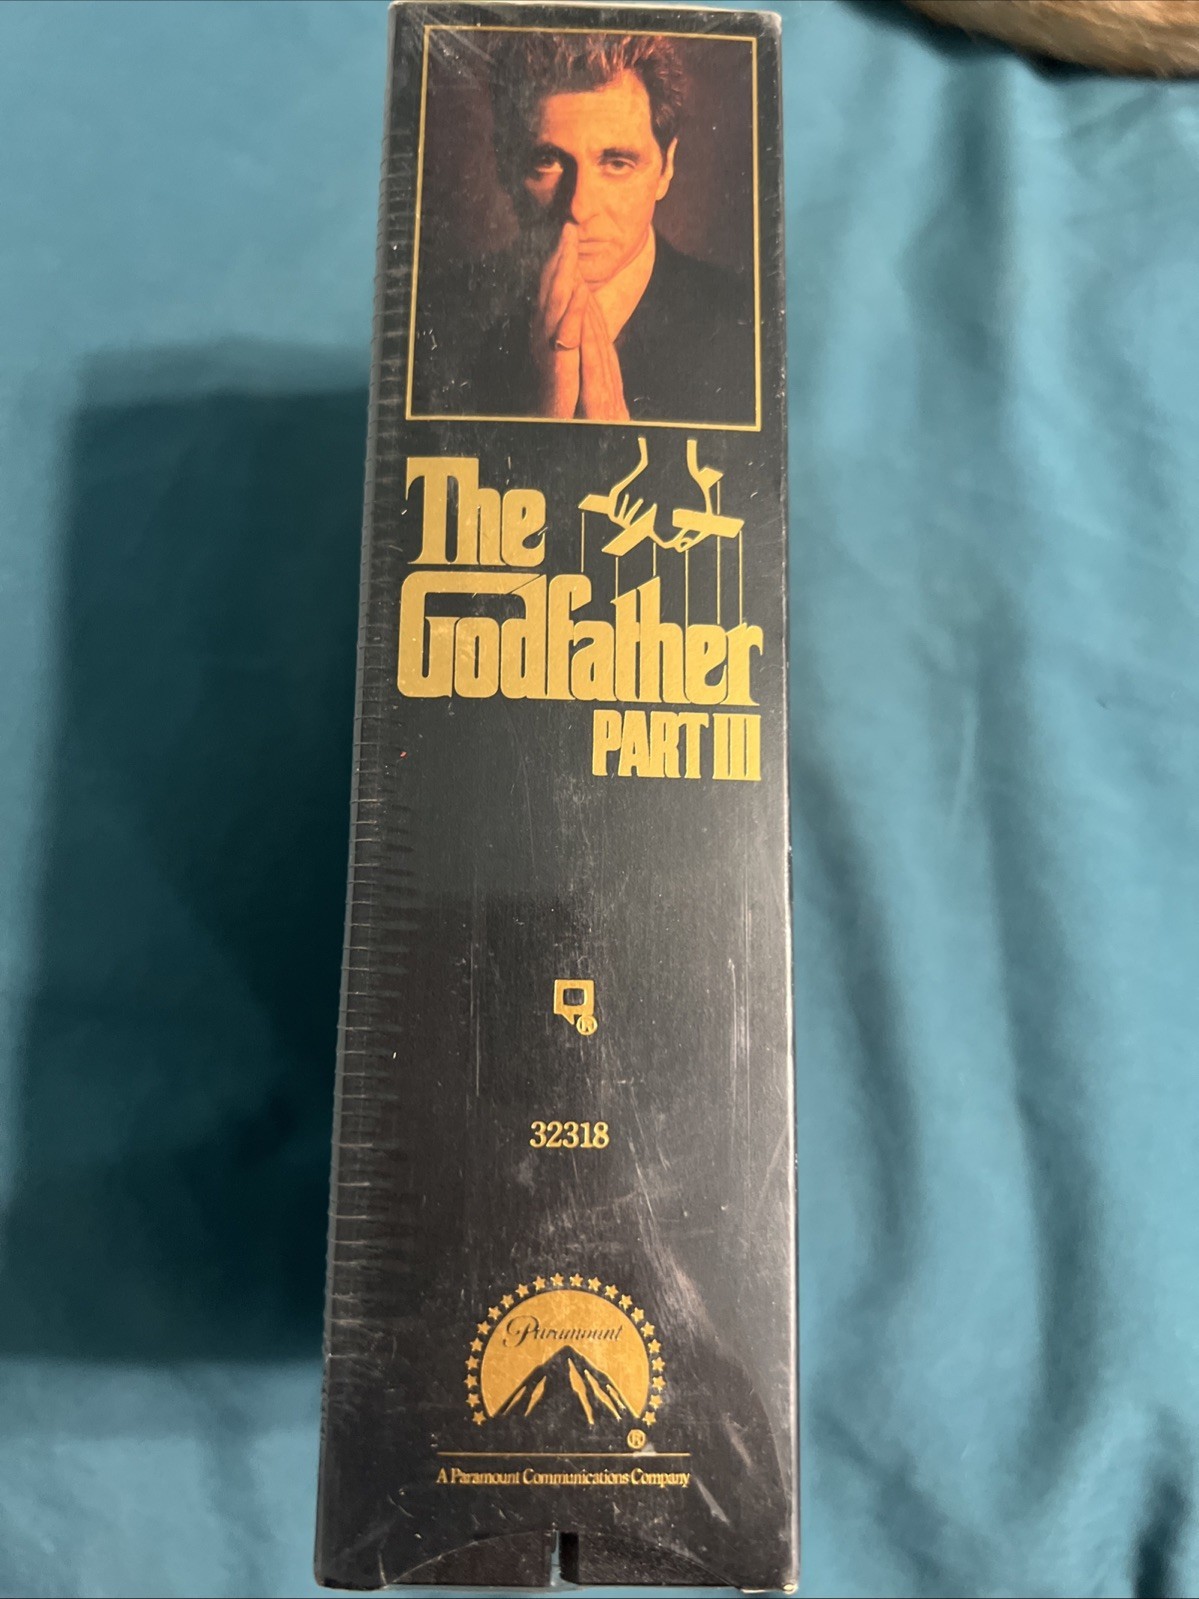 The
Godfather
PART III
®
32318
Paramount
®
A Paramount Communications Company